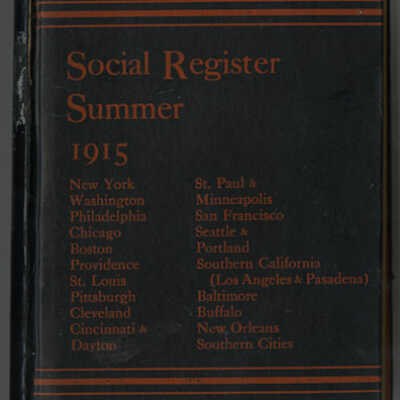 Social Register
Summer
1915
New York
Washington
Philadelphia
Chicago
Boston
Providence
St. Louis
Pittsburgh
Cleveland
Cincinnati &
Dayton
St. Paul &
Minneapolis
San Francisco
Seattle &
Portland
Southern California
(Los Angeles & Pasadena)
Baltimore
Buffalo
New Orleans
Southern Cities